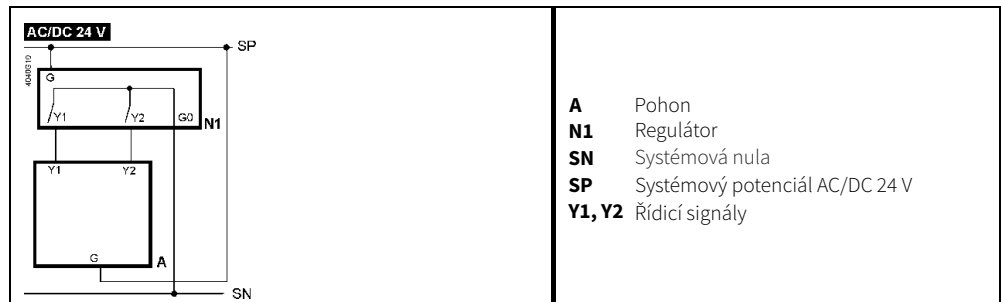 AC/DC 24 V
SP
4040G10
G
Y1
Y2
G0
N1
Y1
Y2
G
A
SN
A Pohon
N1 Regulátor
SN Systémová nula
SP Systémový potenciál AC/DC 24 V
Y1, Y2 Řídicí signály